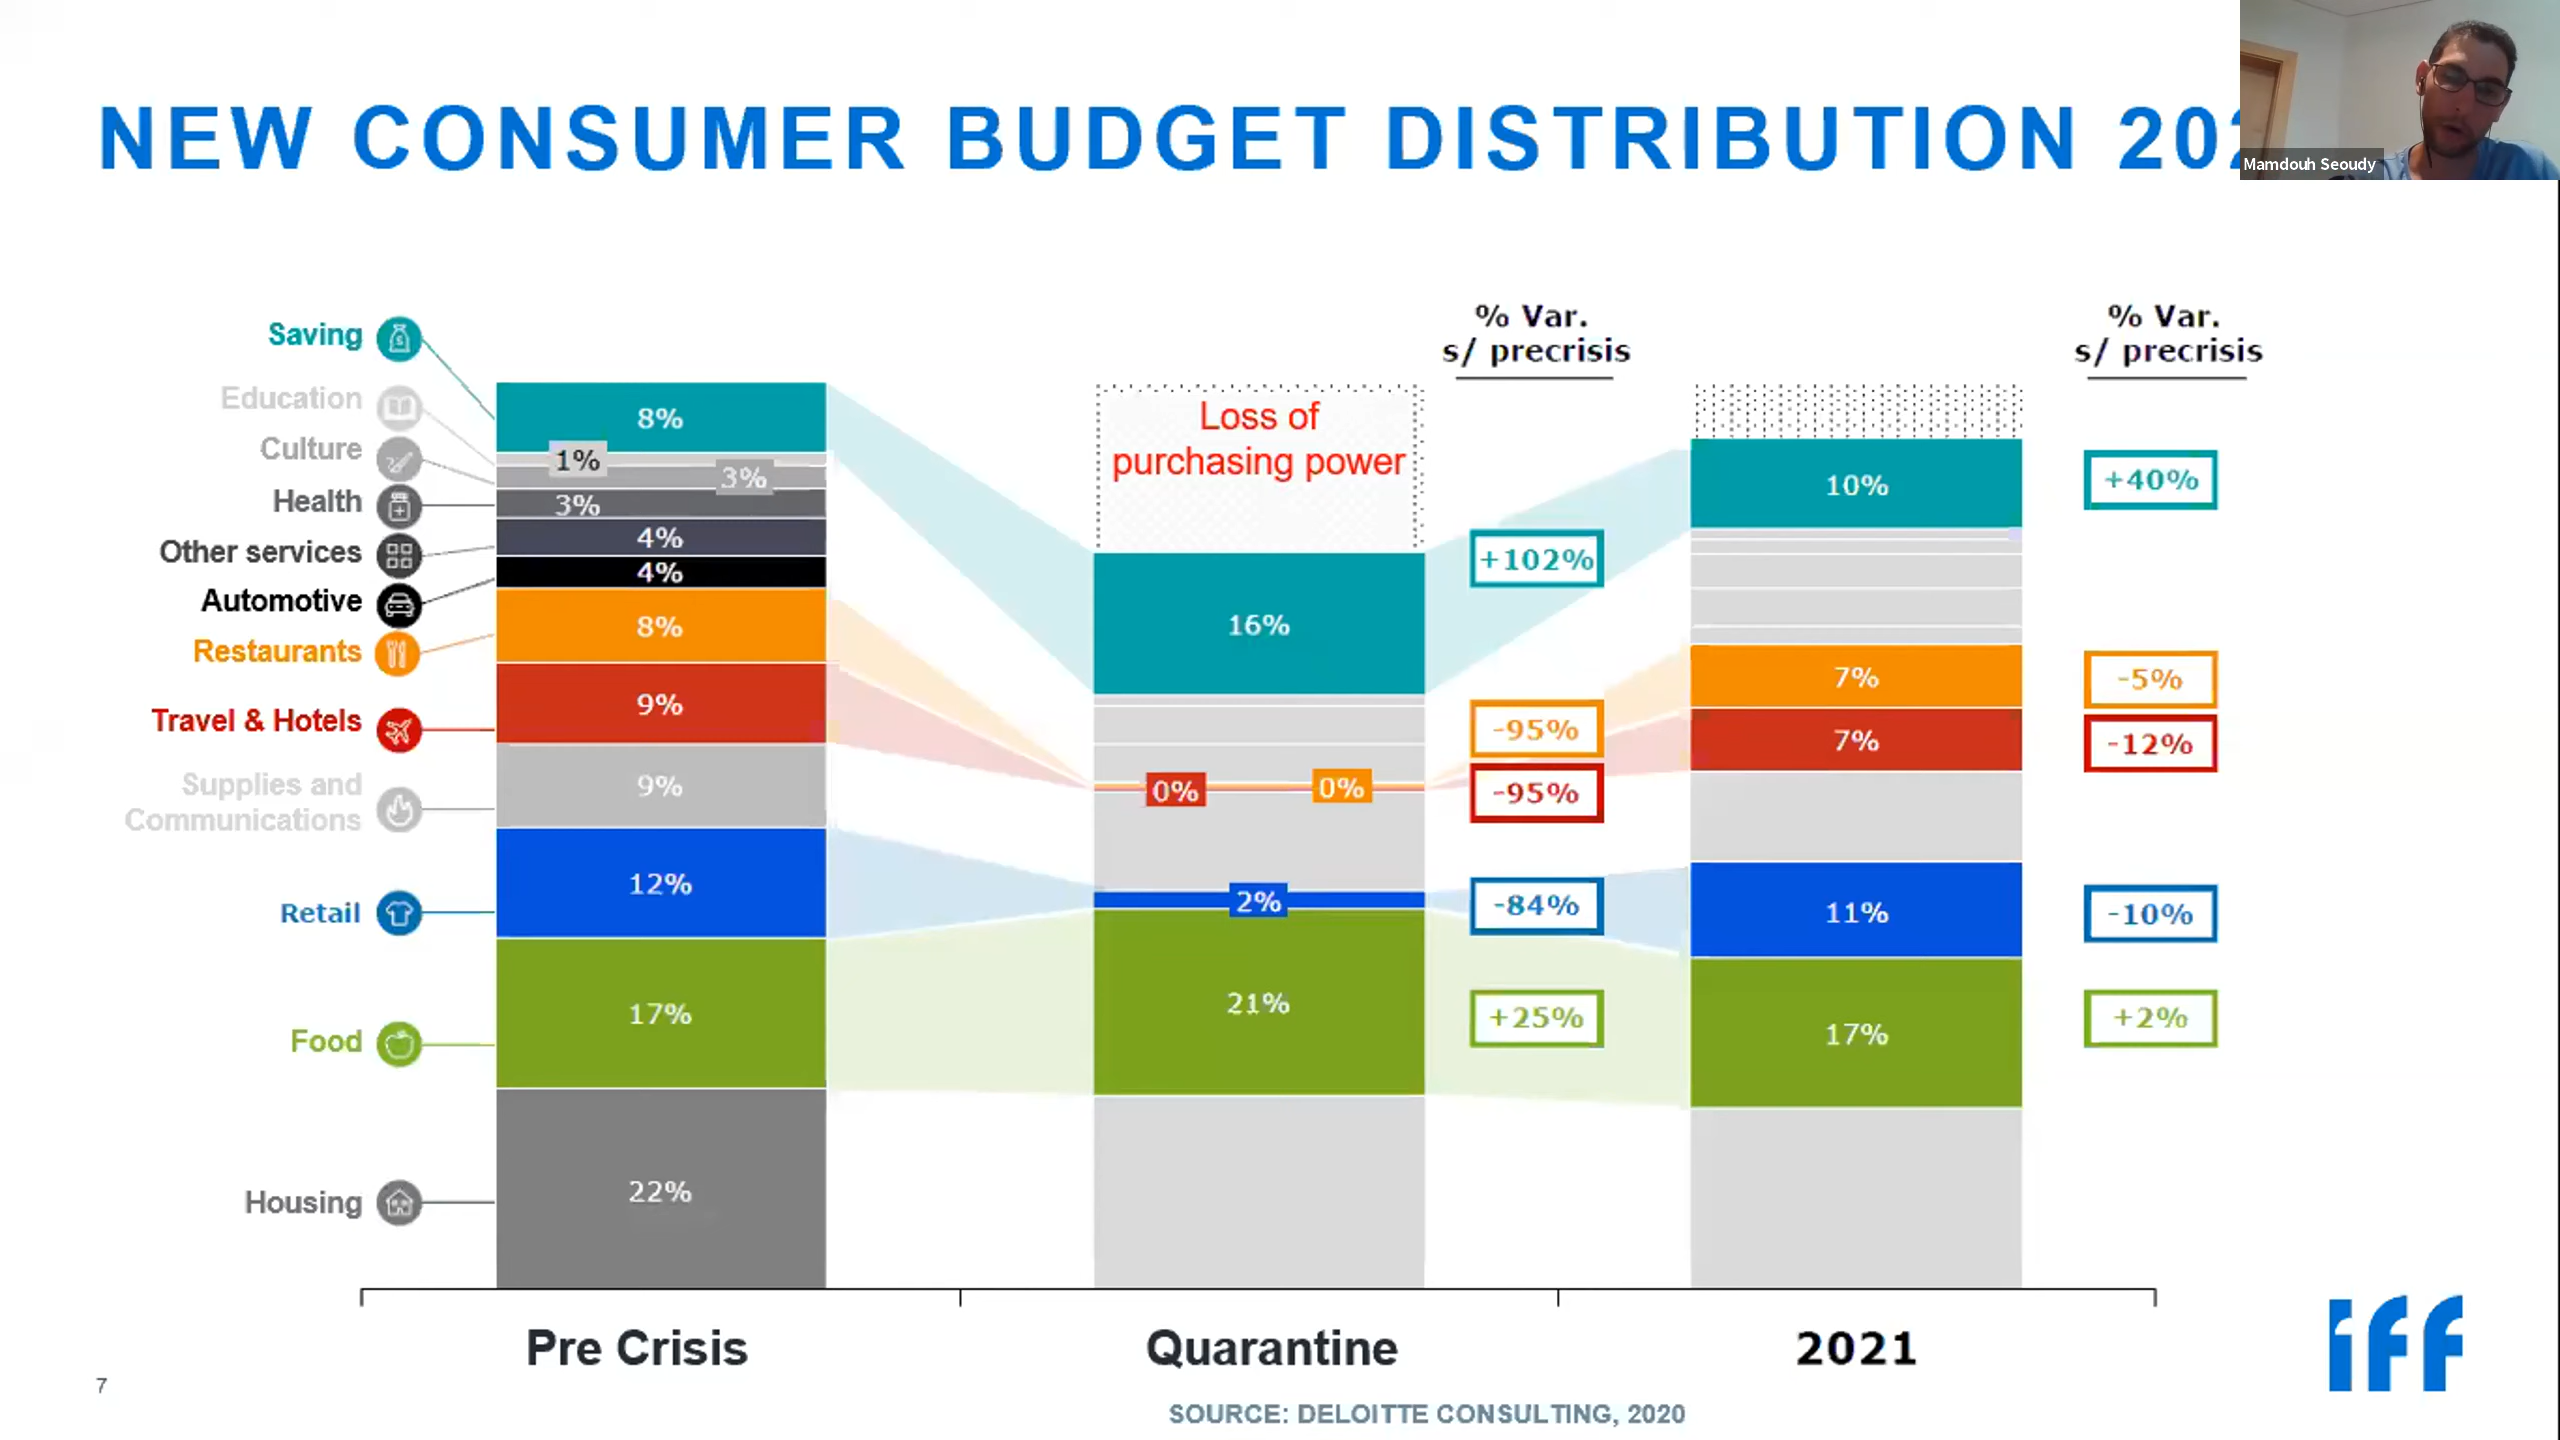 NEW CONSUMER BUDGET DISTRIBUTION 202
Mamdouh Seoudy
% Var.
s/ precrisis
% Var.
s/ precrisis
Saving
Education
Culture
Health
Other services
Automotive
Restaurants
Travel & Hotels
Supplies and
Communications
Retail
Food
Housing
8%
1%
3%
3%
4%
4%
8%
9%
9%
12%
17%
22%
Loss of
purchasing power
16%
0%
0%
2%
21%
+102%
-95%
-95%
-84%
+25%
10%
7%
7%
11%
17%
+40%
-5%
-12%
-10%
+2%
Pre Crisis
Quarantine
2021
7
SOURCE: DELOITTE CONSULTING, 2020
iff